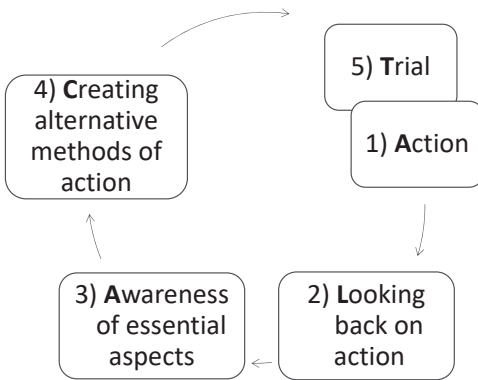 5) Trial
1) Action
2) Looking
back on
action
3) Awareness
of essential
aspects
4) Creating
alternative
methods of
action